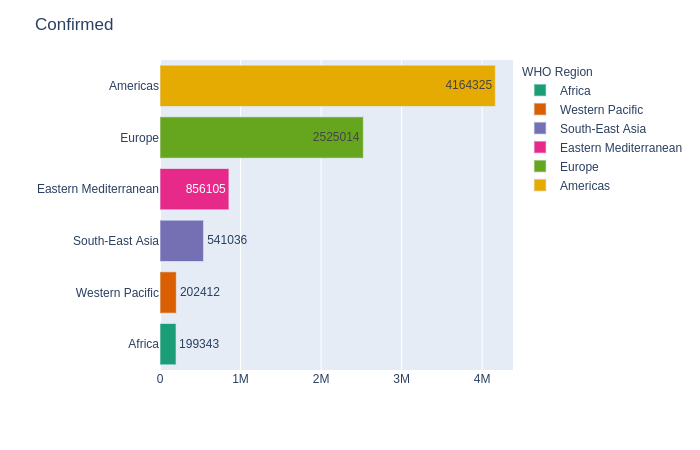 Confirmed
WHO Region
Africa
Western Pacific
South-East Asia
Eastern Mediterranean
Europe
Americas
Americas 4164325
Europe 2525014
Eastern Mediterranean 856105
South-East Asia 541036
Western Pacific 202412
Africa 199343
0 1M 2M 3M 4M